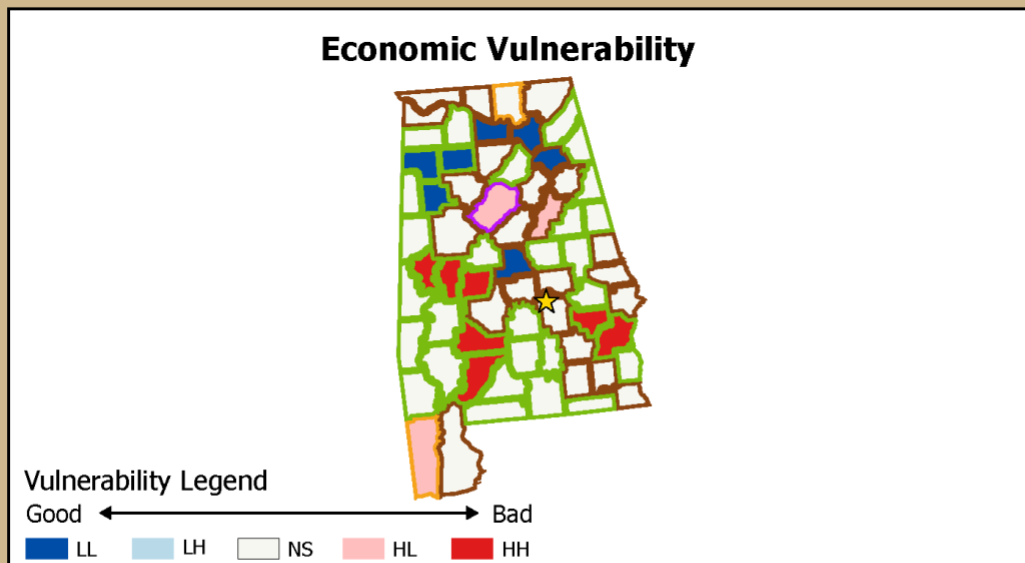 Economic Vulnerability
Vulnerability Legend
Good Bad
LL LH NS HL HH